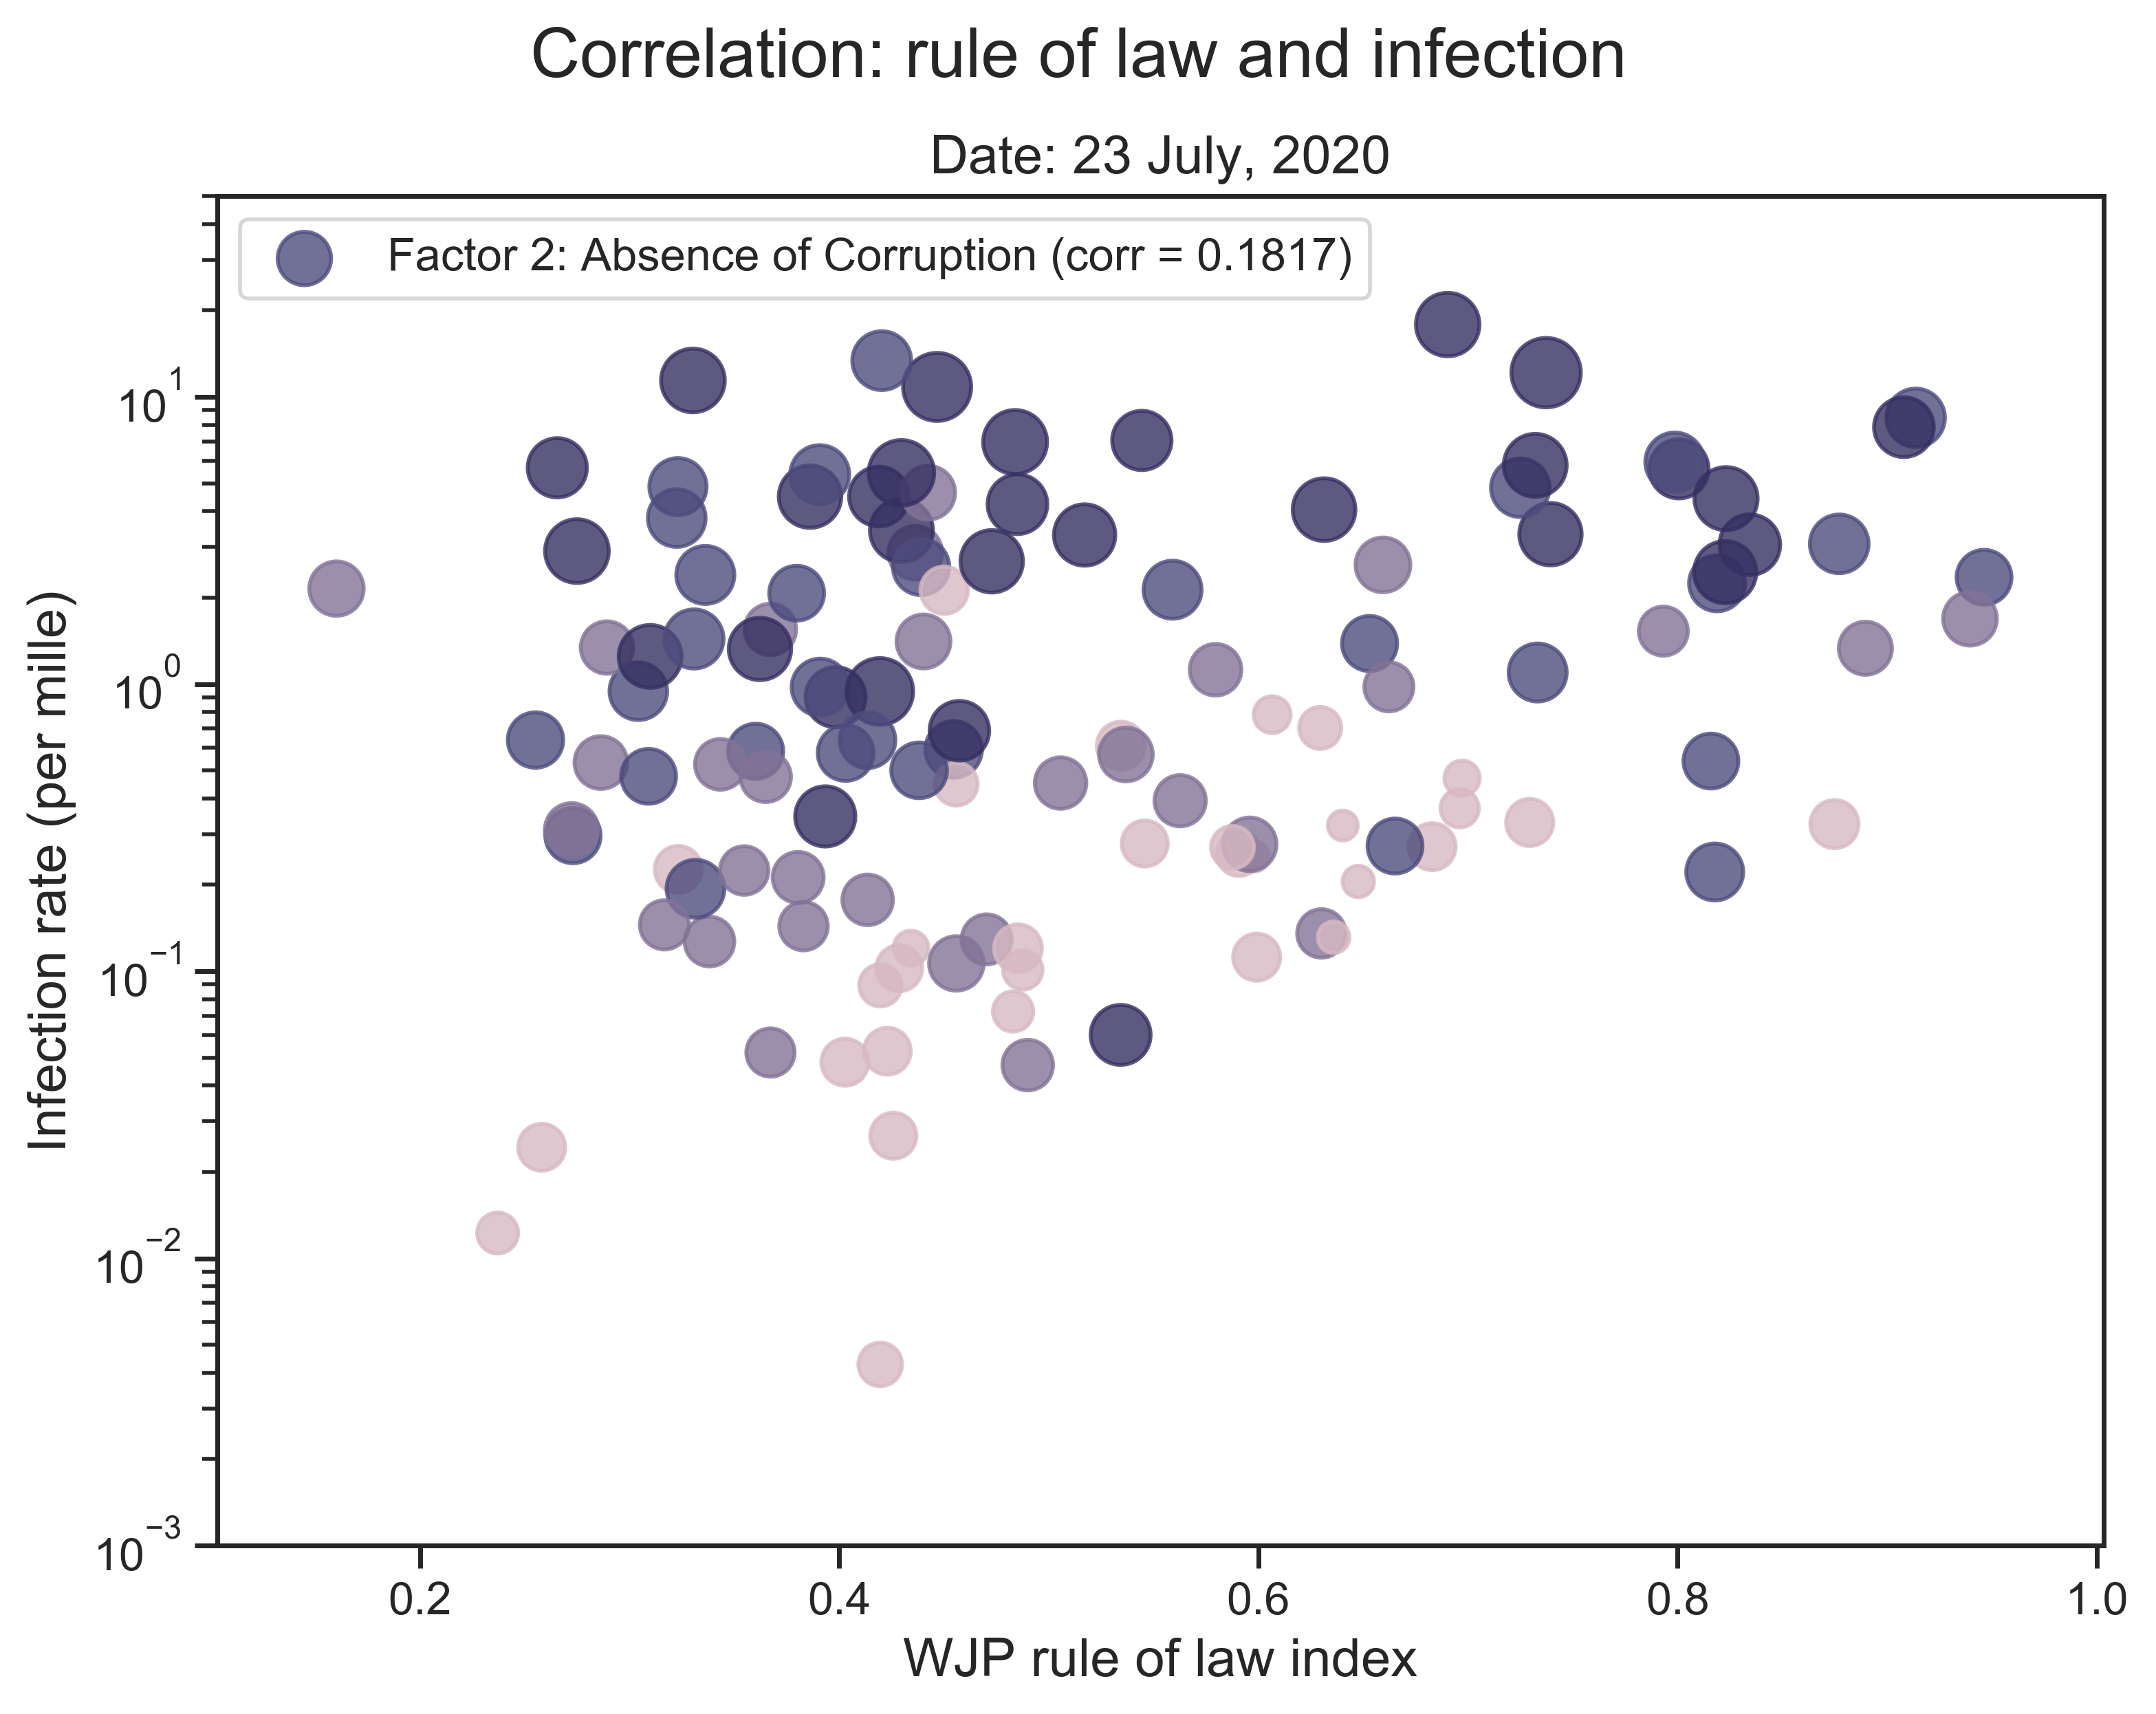 Correlation: rule of law and infection
Date: 23 July, 2020
Factor 2: Absence of Corruption (corr = 0.1817)
Infection rate (per mille)
10^1
10^0
10^−1
10^−2
10^−3
0.2 0.4 0.6 0.8 1.0
WJP rule of law index